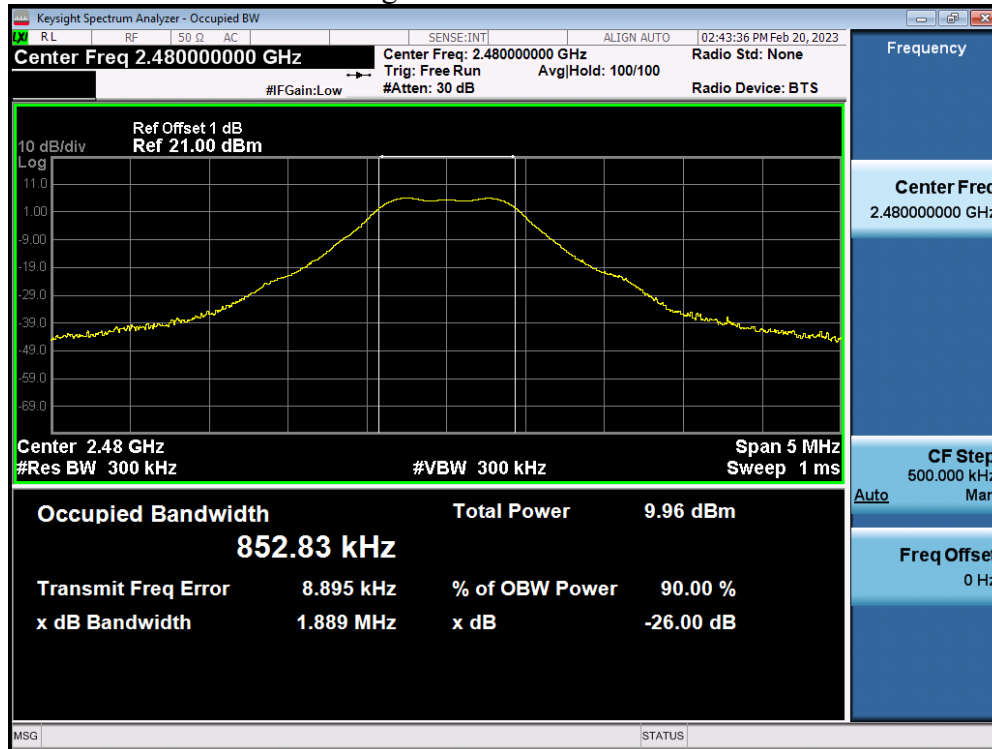 Keysight Spectrum Analyzer - Occupied BW
RL RF 50 Ω AC SENSE:INT ALIGN AUTO 02:43:36 PM Feb 20, 2023
Center Freq 2.480000000 GHz
Center Freq: 2.480000000 GHz Radio Std: None
Trig: Free Run Avg|Hold: 100/100
#IFGain:Low #Atten: 30 dB Radio Device: BTS
Ref Offset 1 dB
10 dB/div Ref 21.00 dBm
Log
11.0
1.00
-9.00
-19.0
-29.0
-39.0
-49.0
-59.0
-69.0
Center 2.48 GHz Span 5 MHz
#Res BW 300 kHz #VBW 300 kHz Sweep 1 ms
Occupied Bandwidth Total Power 9.96 dBm
852.83 kHz
Transmit Freq Error 8.895 kHz % of OBW Power 90.00 %
x dB Bandwidth 1.889 MHz x dB -26.00 dB
MSG STATUS
Frequency
Center Freq
2.480000000 GHz
CF Step
500.000 kHz
Auto Man
Freq Offset
0 Hz